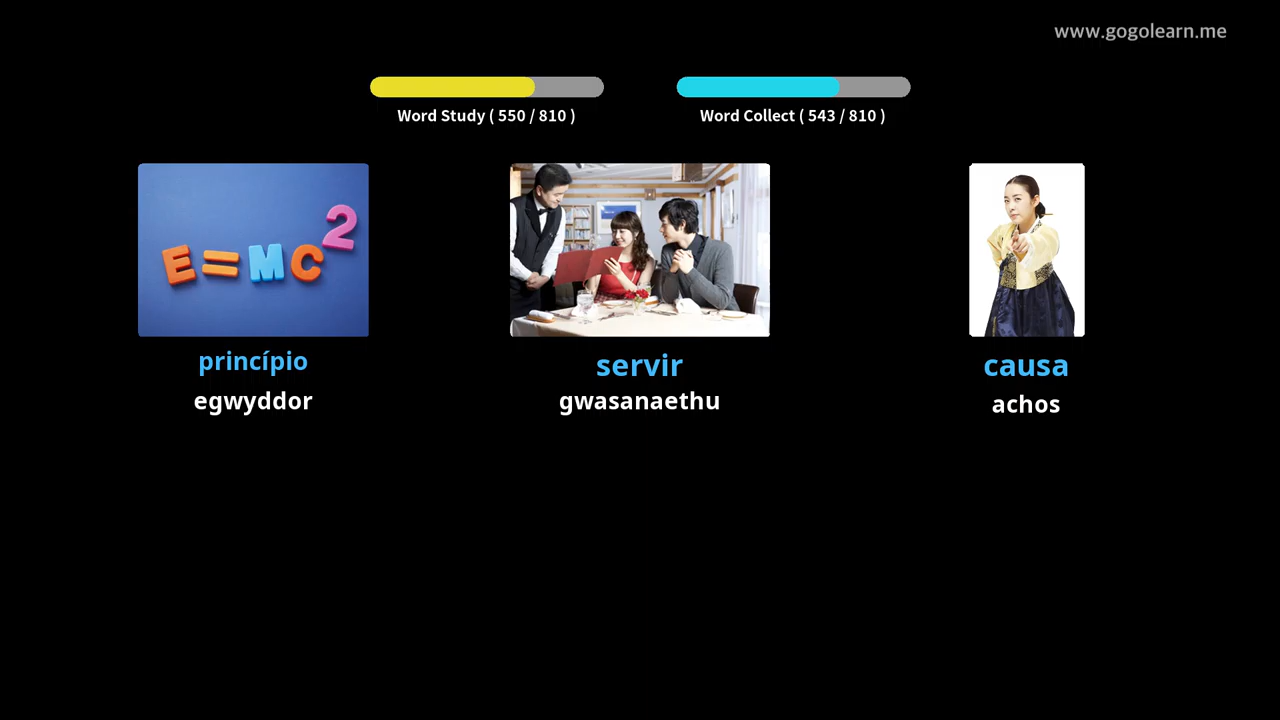 www.gogolearn.me
Word Study ( 550 / 810 )
Word Collect ( 543 / 810 )
E=MC2
princípio
egwyddor
servir
gwasanaethu
causa
achos